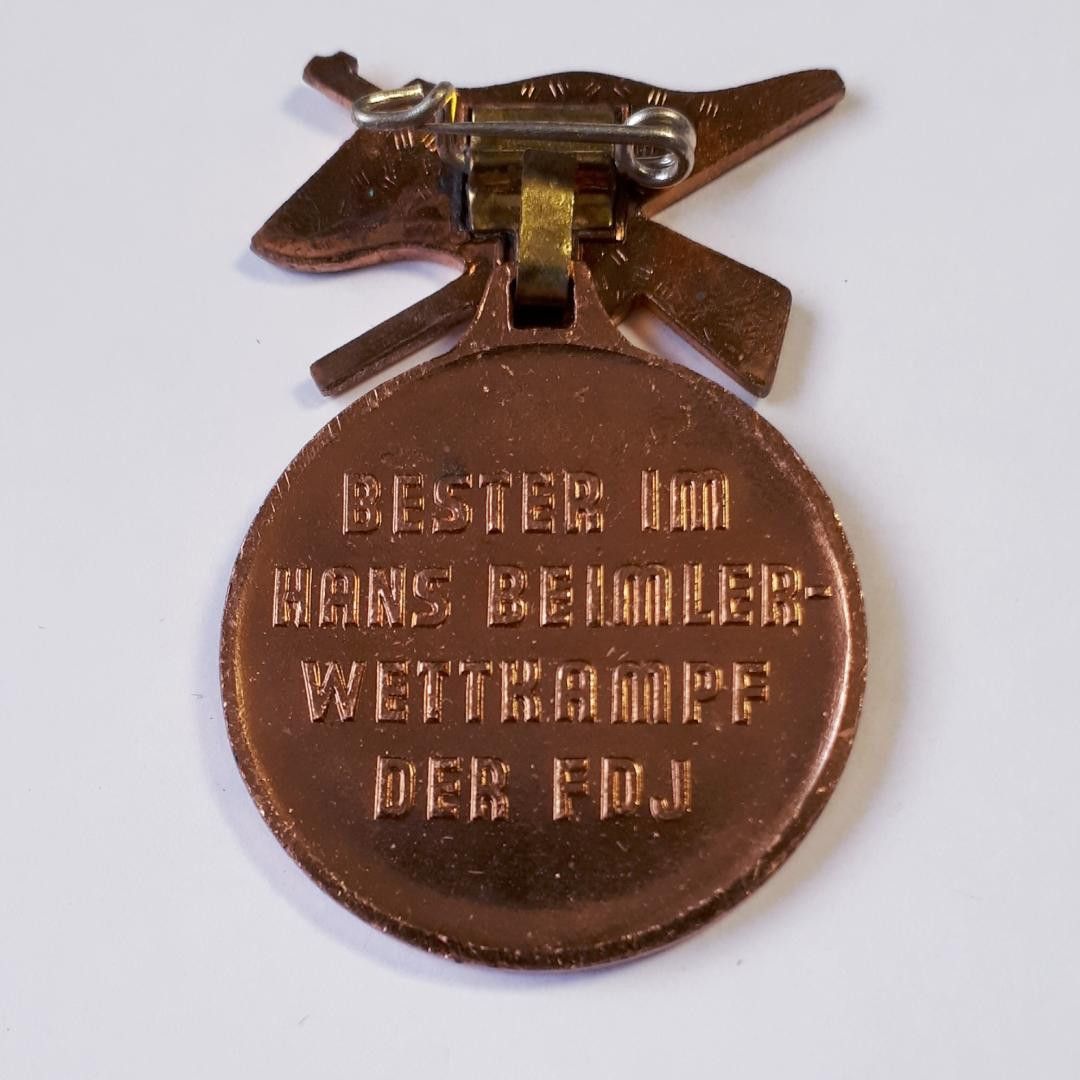 BESTER IM
HANS BEIMLER-
WETTKAMPF
DER FDJ